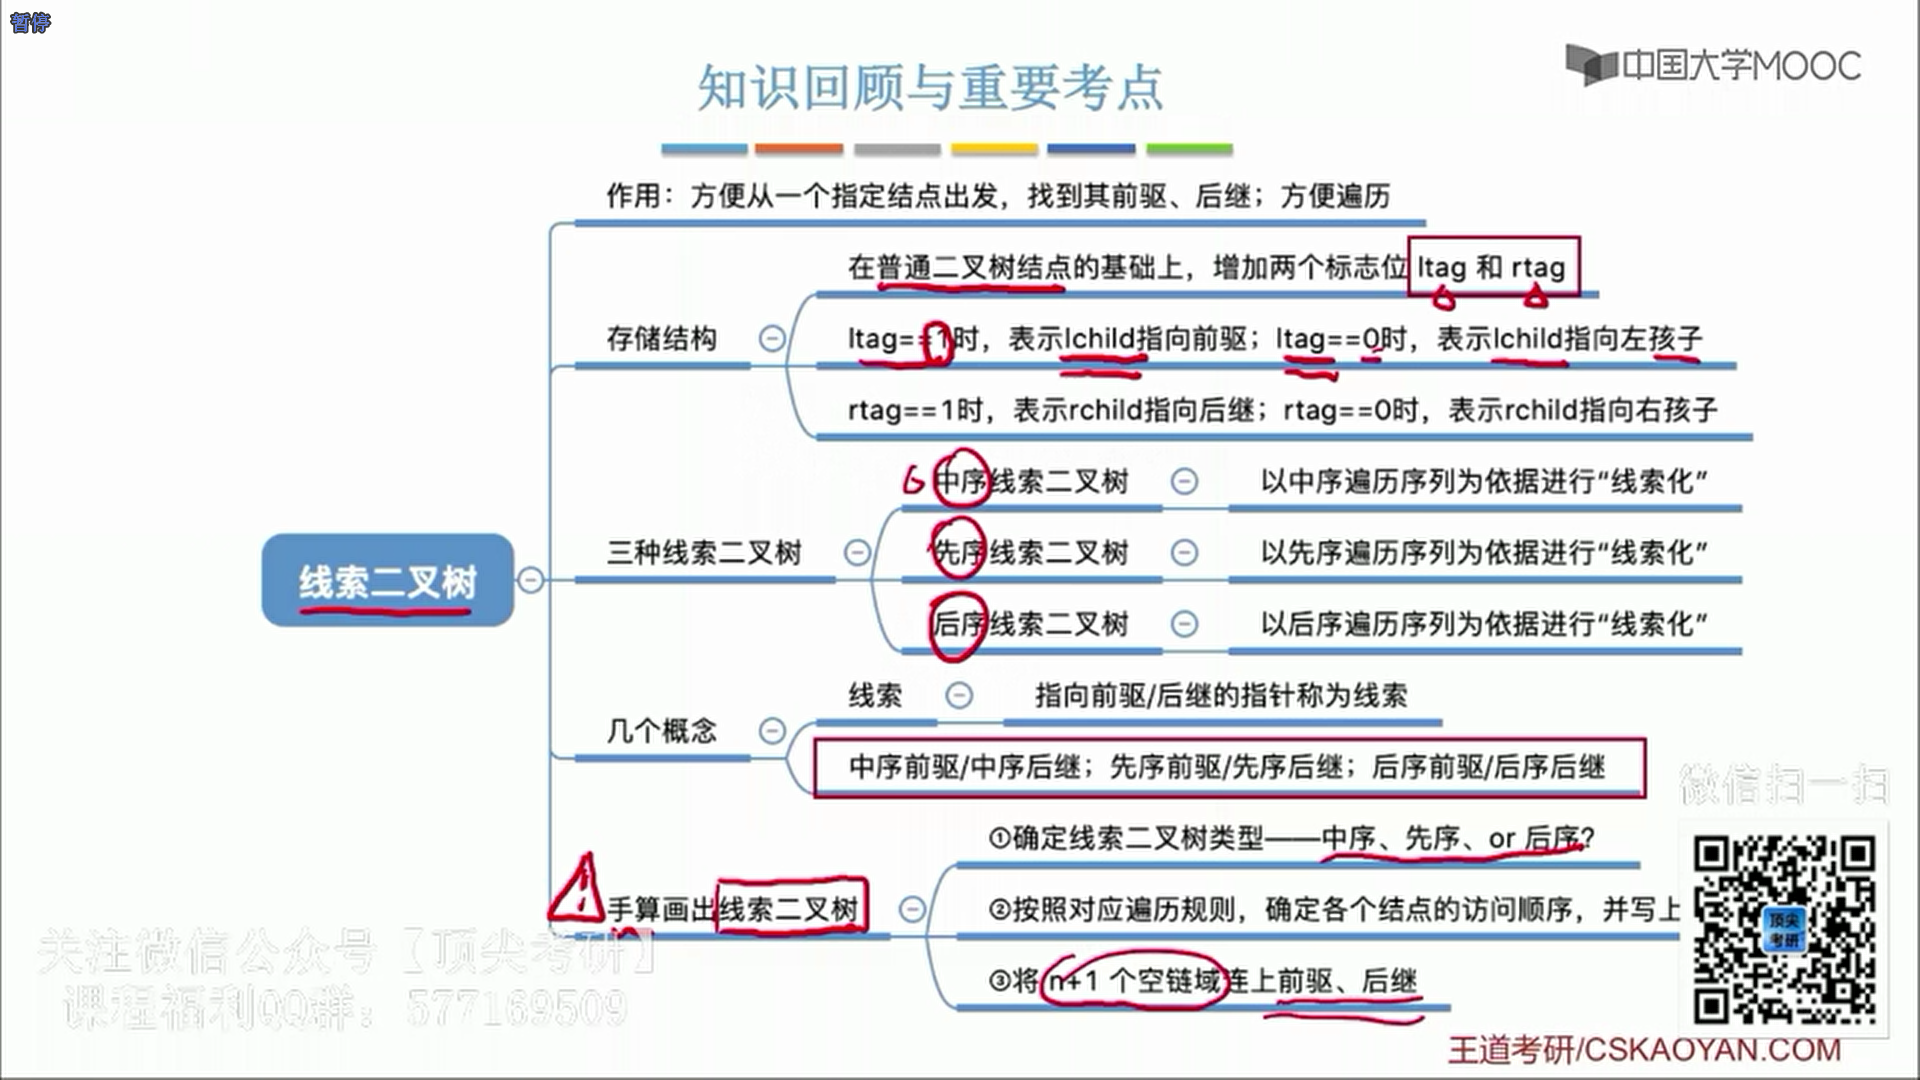 暂停
知识回顾与重要考点
中国大学MOOC
作用：方便从一个指定结点出发，找到其前驱、后继；方便遍历
在普通二叉树结点的基础上，增加两个标志位 ltag 和 rtag
存储结构
ltag==1时，表示lchild指向前驱；ltag==0时，表示lchild指向左孩子
rtag==1时，表示rchild指向后继；rtag==0时，表示rchild指向右孩子
中序线索二叉树
以中序遍历序列为依据进行“线索化”
三种线索二叉树
先序线索二叉树
以先序遍历序列为依据进行“线索化”
线索二叉树
后序线索二叉树
以后序遍历序列为依据进行“线索化”
线索
指向前驱/后继的指针称为线索
几个概念
中序前驱/中序后继；先序前驱/先序后继；后序前驱/后序后继
微信扫一扫
①确定线索二叉树类型——中序、先序、or 后序？
手算画出线索二叉树
②按照对应遍历规则，确定各个结点的访问顺序，并写上
顶尖
考研
关注微信公众号【顶尖考研】
③将 n+1 个空链域连上前驱、后继
课程福利QQ群：577169509
王道考研/CSKAOYAN.COM